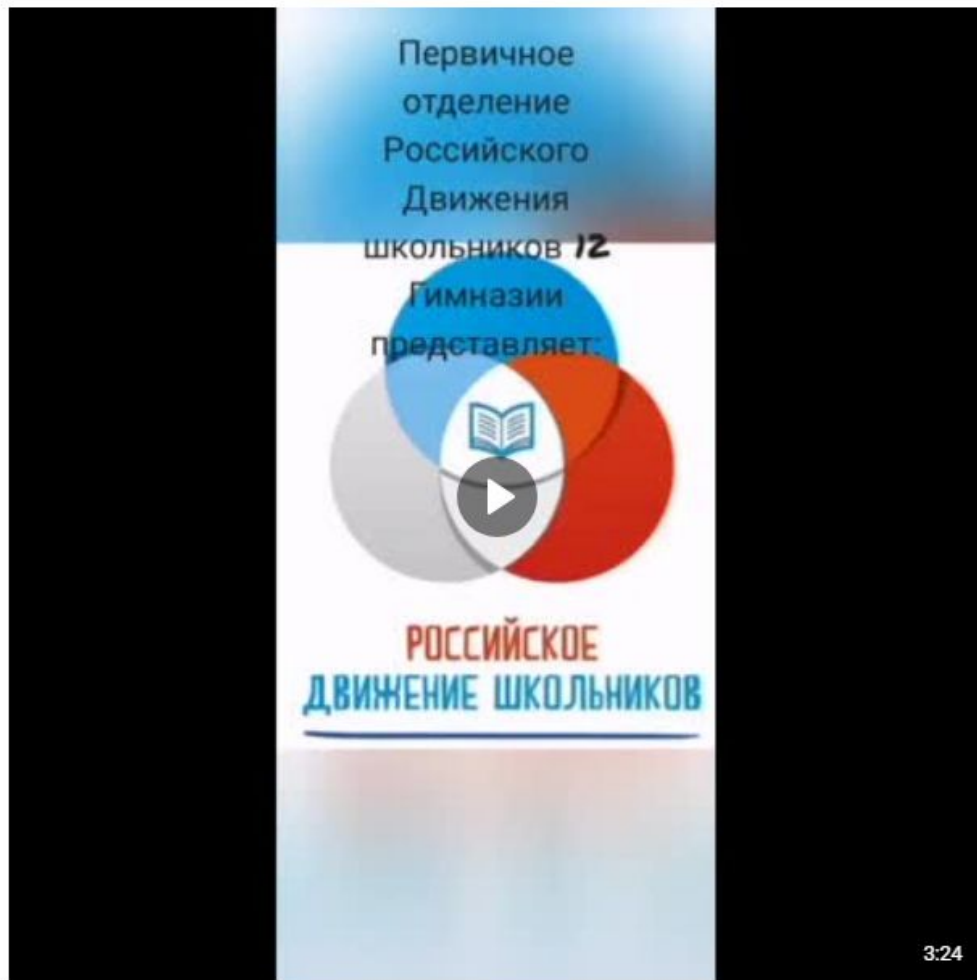 Первичное
отделение
Российского
Движения
школьников 12
Гимназии
представляет:
РОССИЙСКОЕ
ДВИЖЕНИЕ ШКОЛЬНИКОВ
3:24